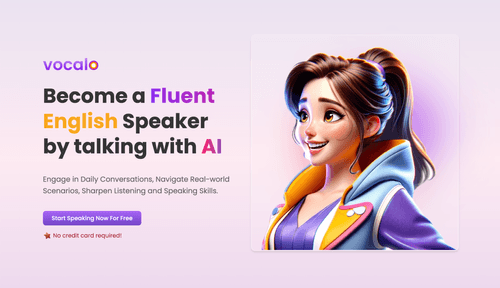 vocalo
Become a Fluent
English Speaker
by talking with AI
Engage in Daily Conversations, Navigate Real-world
Scenarios, Sharpen Listening and Speaking Skills.
Start Speaking Now For Free
No credit card required!